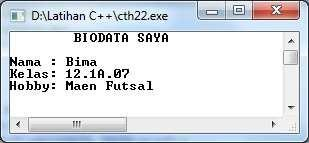 D:\Latihan C++\cth22.exe
BIODATA SAYA
Nama : Bima
Kelas: 12.1A.07
Hobby: Maen Futsal